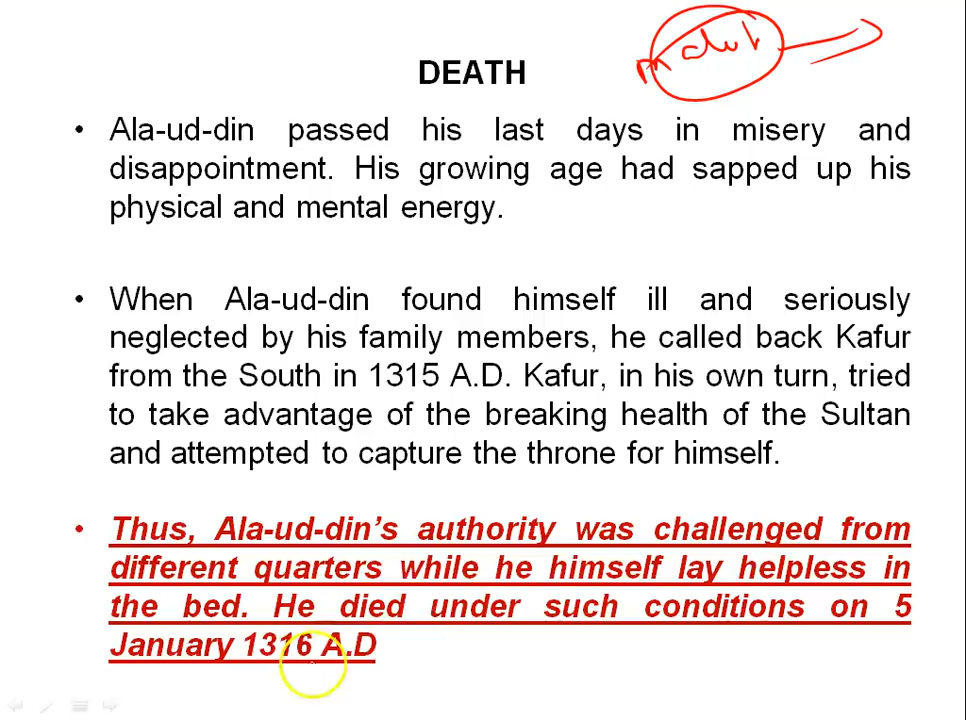 DEATH
• Ala-ud-din passed his last days in misery and
disappointment. His growing age had sapped up his
physical and mental energy.
• When Ala-ud-din found himself ill and seriously
neglected by his family members, he called back Kafur
from the South in 1315 A.D. Kafur, in his own turn, tried
to take advantage of the breaking health of the Sultan
and attempted to capture the throne for himself.
• Thus, Ala-ud-din’s authority was challenged from
different quarters while he himself lay helpless in
the bed. He died under such conditions on 5
January 1316 A.D